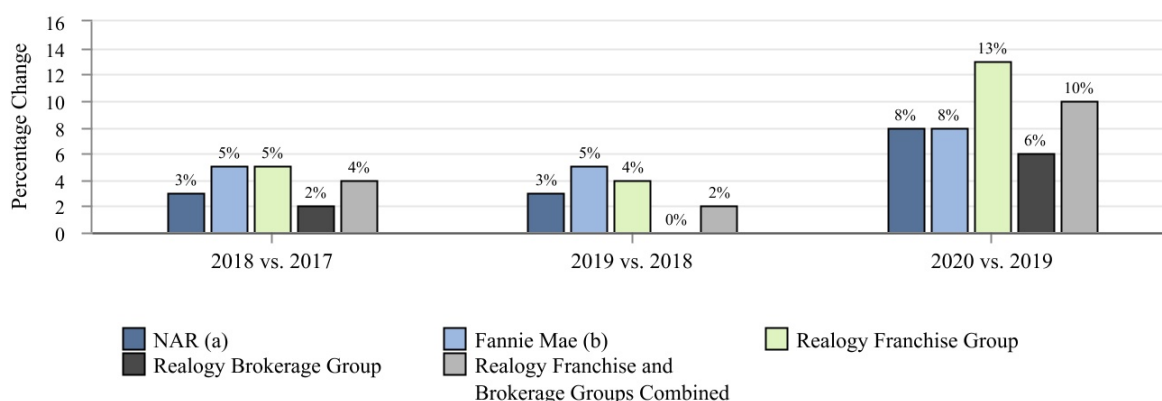 Percentage Change
16
14
12
10
8
6
4
2
0
3%
5%
5%
2%
4%
3%
5%
4%
0%
2%
8%
8%
13%
6%
10%
2018 vs. 2017
2019 vs. 2018
2020 vs. 2019
NAR (a)
Fannie Mae (b)
Realogy Franchise Group
Realogy Brokerage Group
Realogy Franchise and
Brokerage Groups Combined